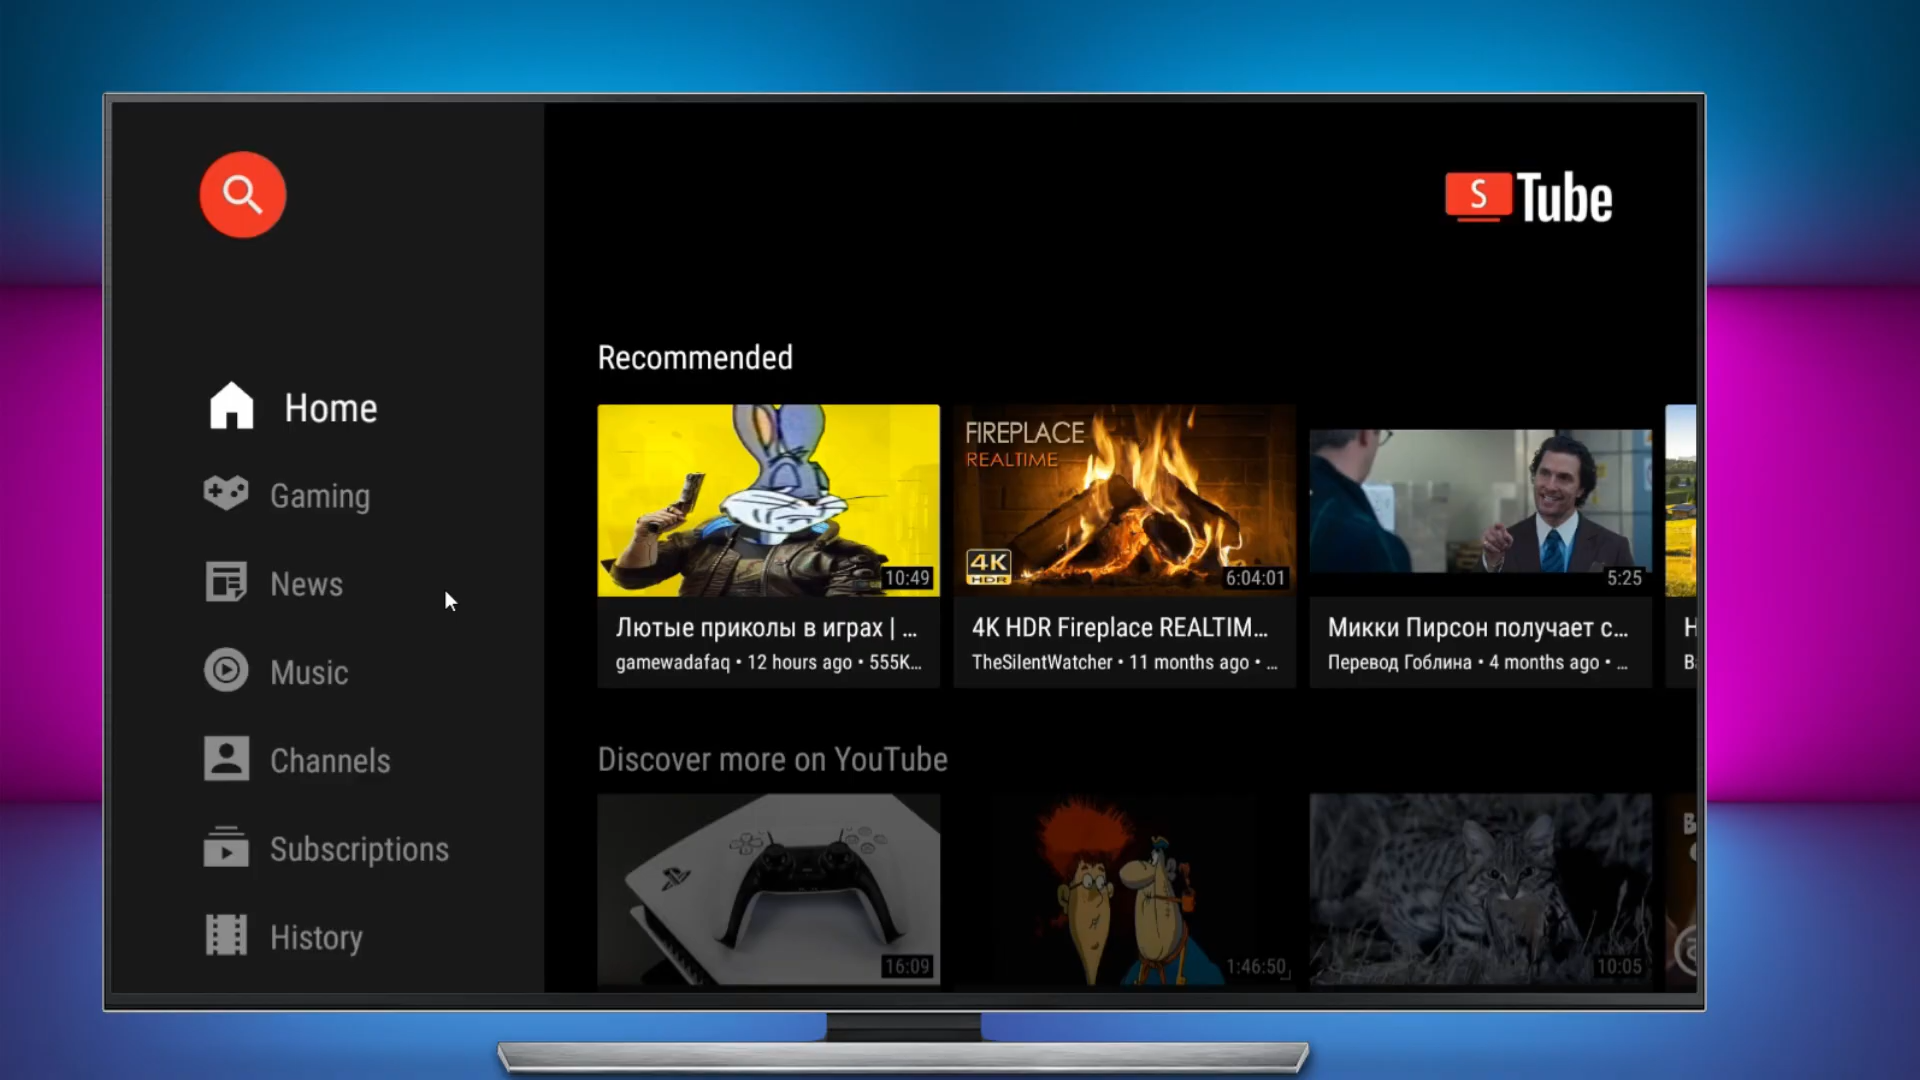 S Tube
Home
Gaming
News
Music
Channels
Subscriptions
History
Recommended
FIREPLACE
REALTIME
4K
HDR
10:49
6:04:01
5:25
Лютые приколы в играх | ...
gamewadafaq • 12 hours ago • 555K...
4K HDR Fireplace REALTIM...
TheSilentWatcher • 11 months ago • ...
Микки Пирсон получает с...
Перевод Гоблина • 4 months ago • ...
Discover more on YouTube
16:09
1:46:50
10:05